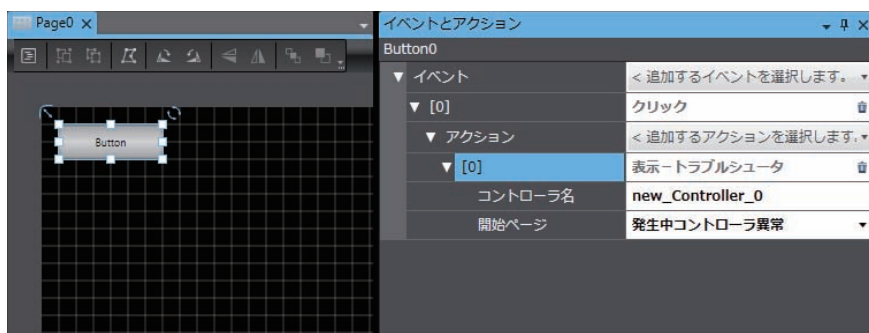 Page0
イベントとアクション
Button0
イベント
< 追加するイベントを選択します。
[0]
クリック
アクション
< 追加するアクションを選択します。
[0]
表示－トラブルシュータ
コントローラ名
new_Controller_0
開始ページ
発生中コントローラ異常
Button